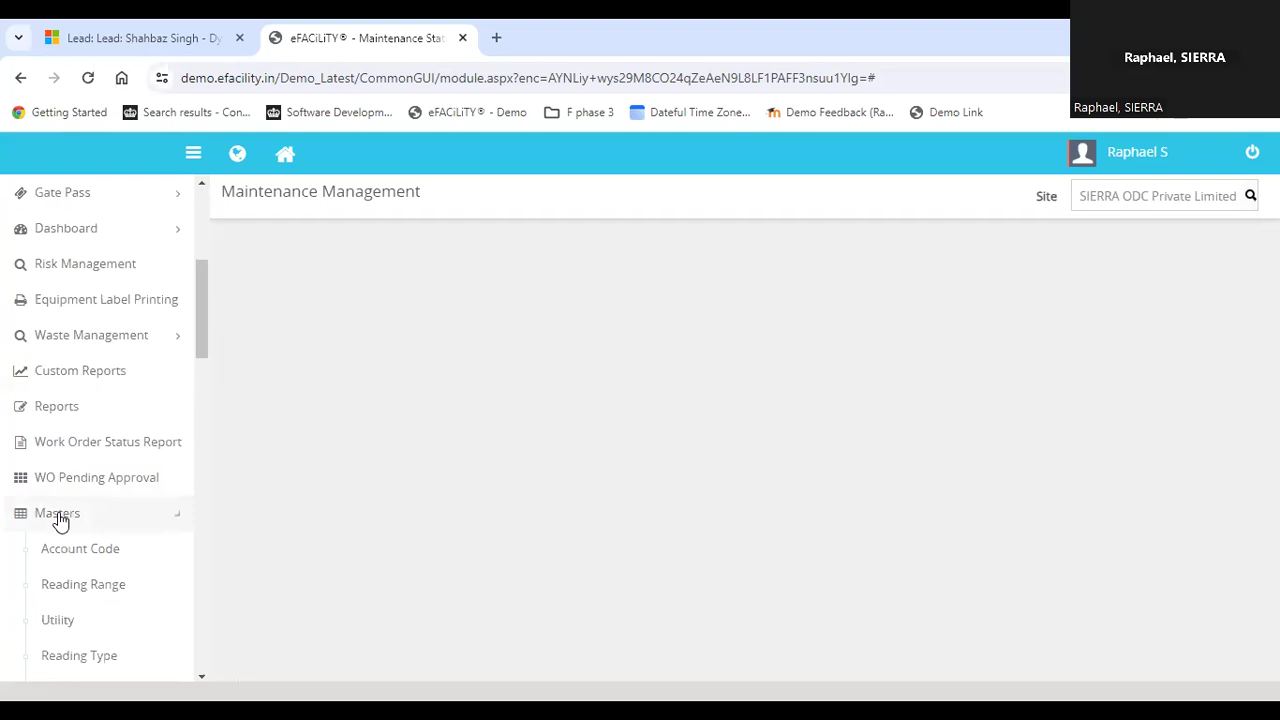 Lead: Lead: Shahbaz Singh - Dy
eFACiLiTY® - Maintenance Stat
Raphael, SIERRA
demo.efacility.in/Demo_Latest/CommonGUI/module.aspx?enc=AYNLiy+wys29M8CO24qZeAeN9L8LF1PAFF3nsuu1YIg=#
Raphael, SIERRA
Getting Started
Search results - Con...
Software Developm...
eFACiLiTY® - Demo
F phase 3
Dateful Time Zone...
Demo Feedback (Ra...
Demo Link
Raphael S
Gate Pass
Maintenance Management
Site
SIERRA ODC Private Limited
Dashboard
Risk Management
Equipment Label Printing
Waste Management
Custom Reports
Reports
Work Order Status Report
WO Pending Approval
Masters
Account Code
Reading Range
Utility
Reading Type